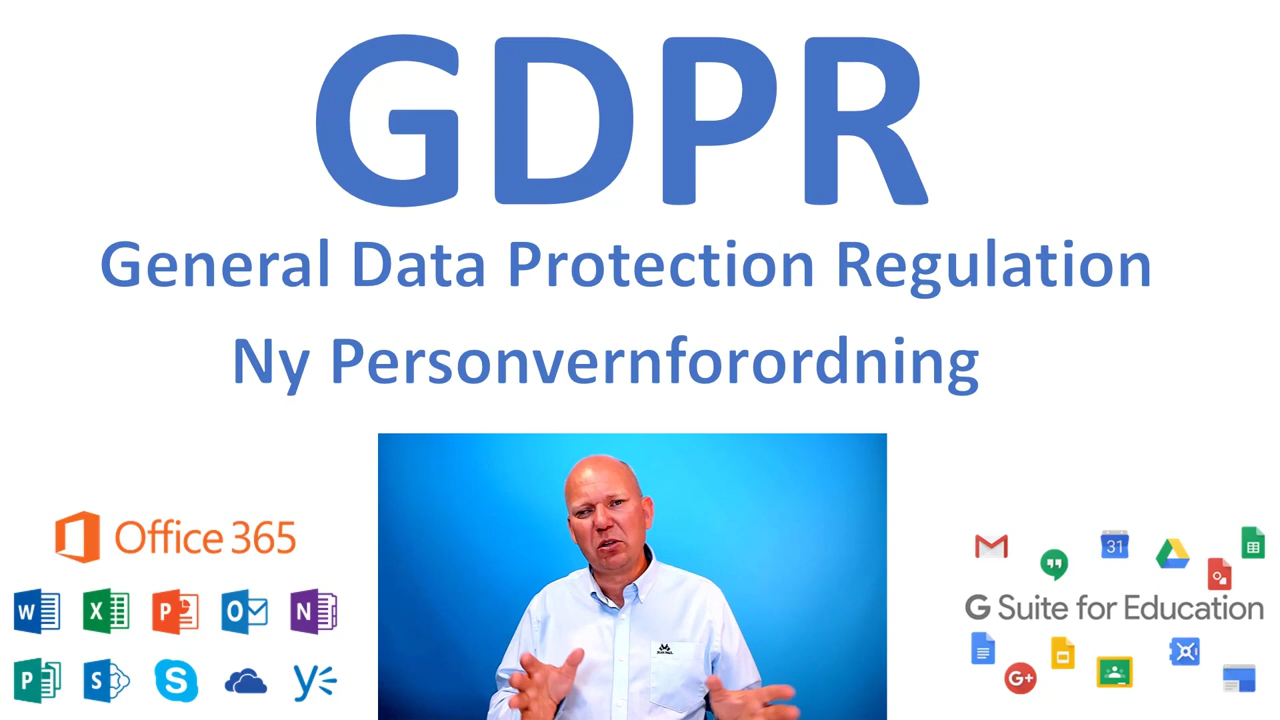 GDPR
General Data Protection Regulation
Ny Personvernforordning
Office 365
W X P O N
P S S Y
31
G Suite for Education
G+